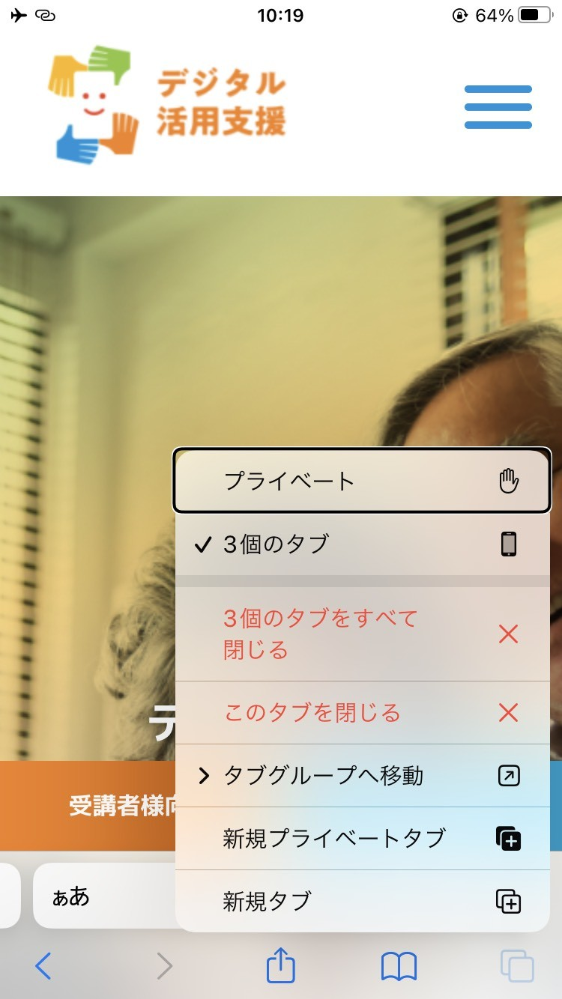 10:19
64%
デジタル
活用支援
プライベート
3個のタブ
3個のタブをすべて
閉じる
このタブを閉じる
デ
タブグループへ移動
受講者様向
新規プライベートタブ
ぁあ
新規タブ